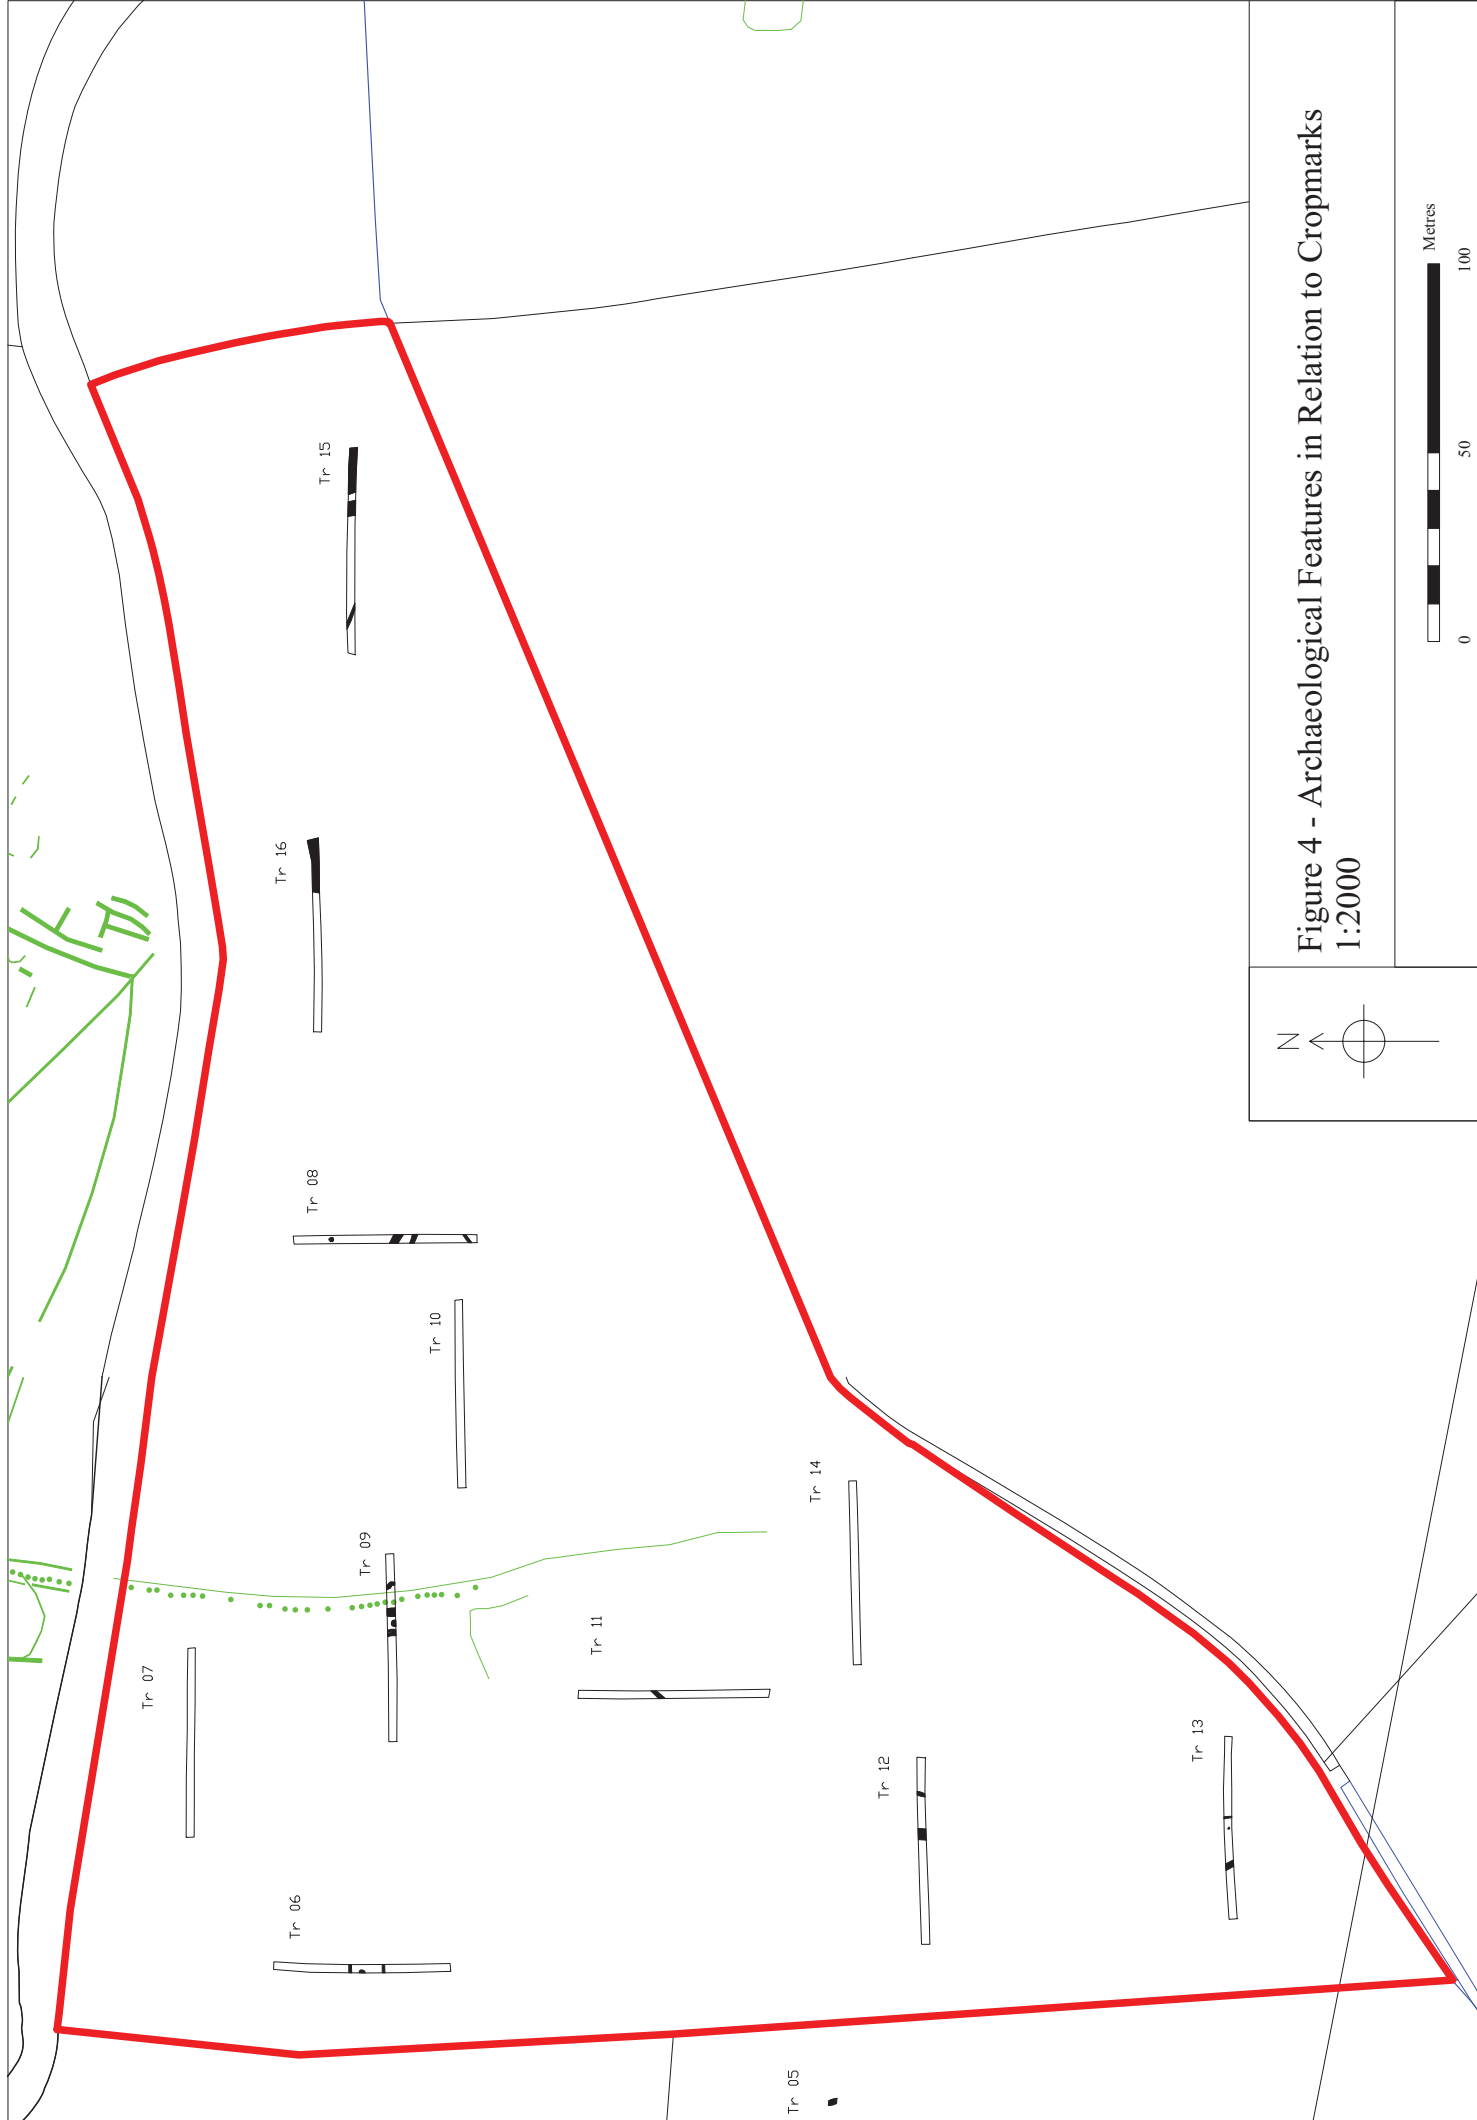 Tr 15
Tr 16
Tr 08
Tr 10
Tr 09
Tr 07
Tr 11
Tr 14
Tr 06
Tr 12
Tr 13
Tr 05
N
Figure 4 - Archaeological Features in Relation to Cropmarks
1:2000
Metres
0 50 100